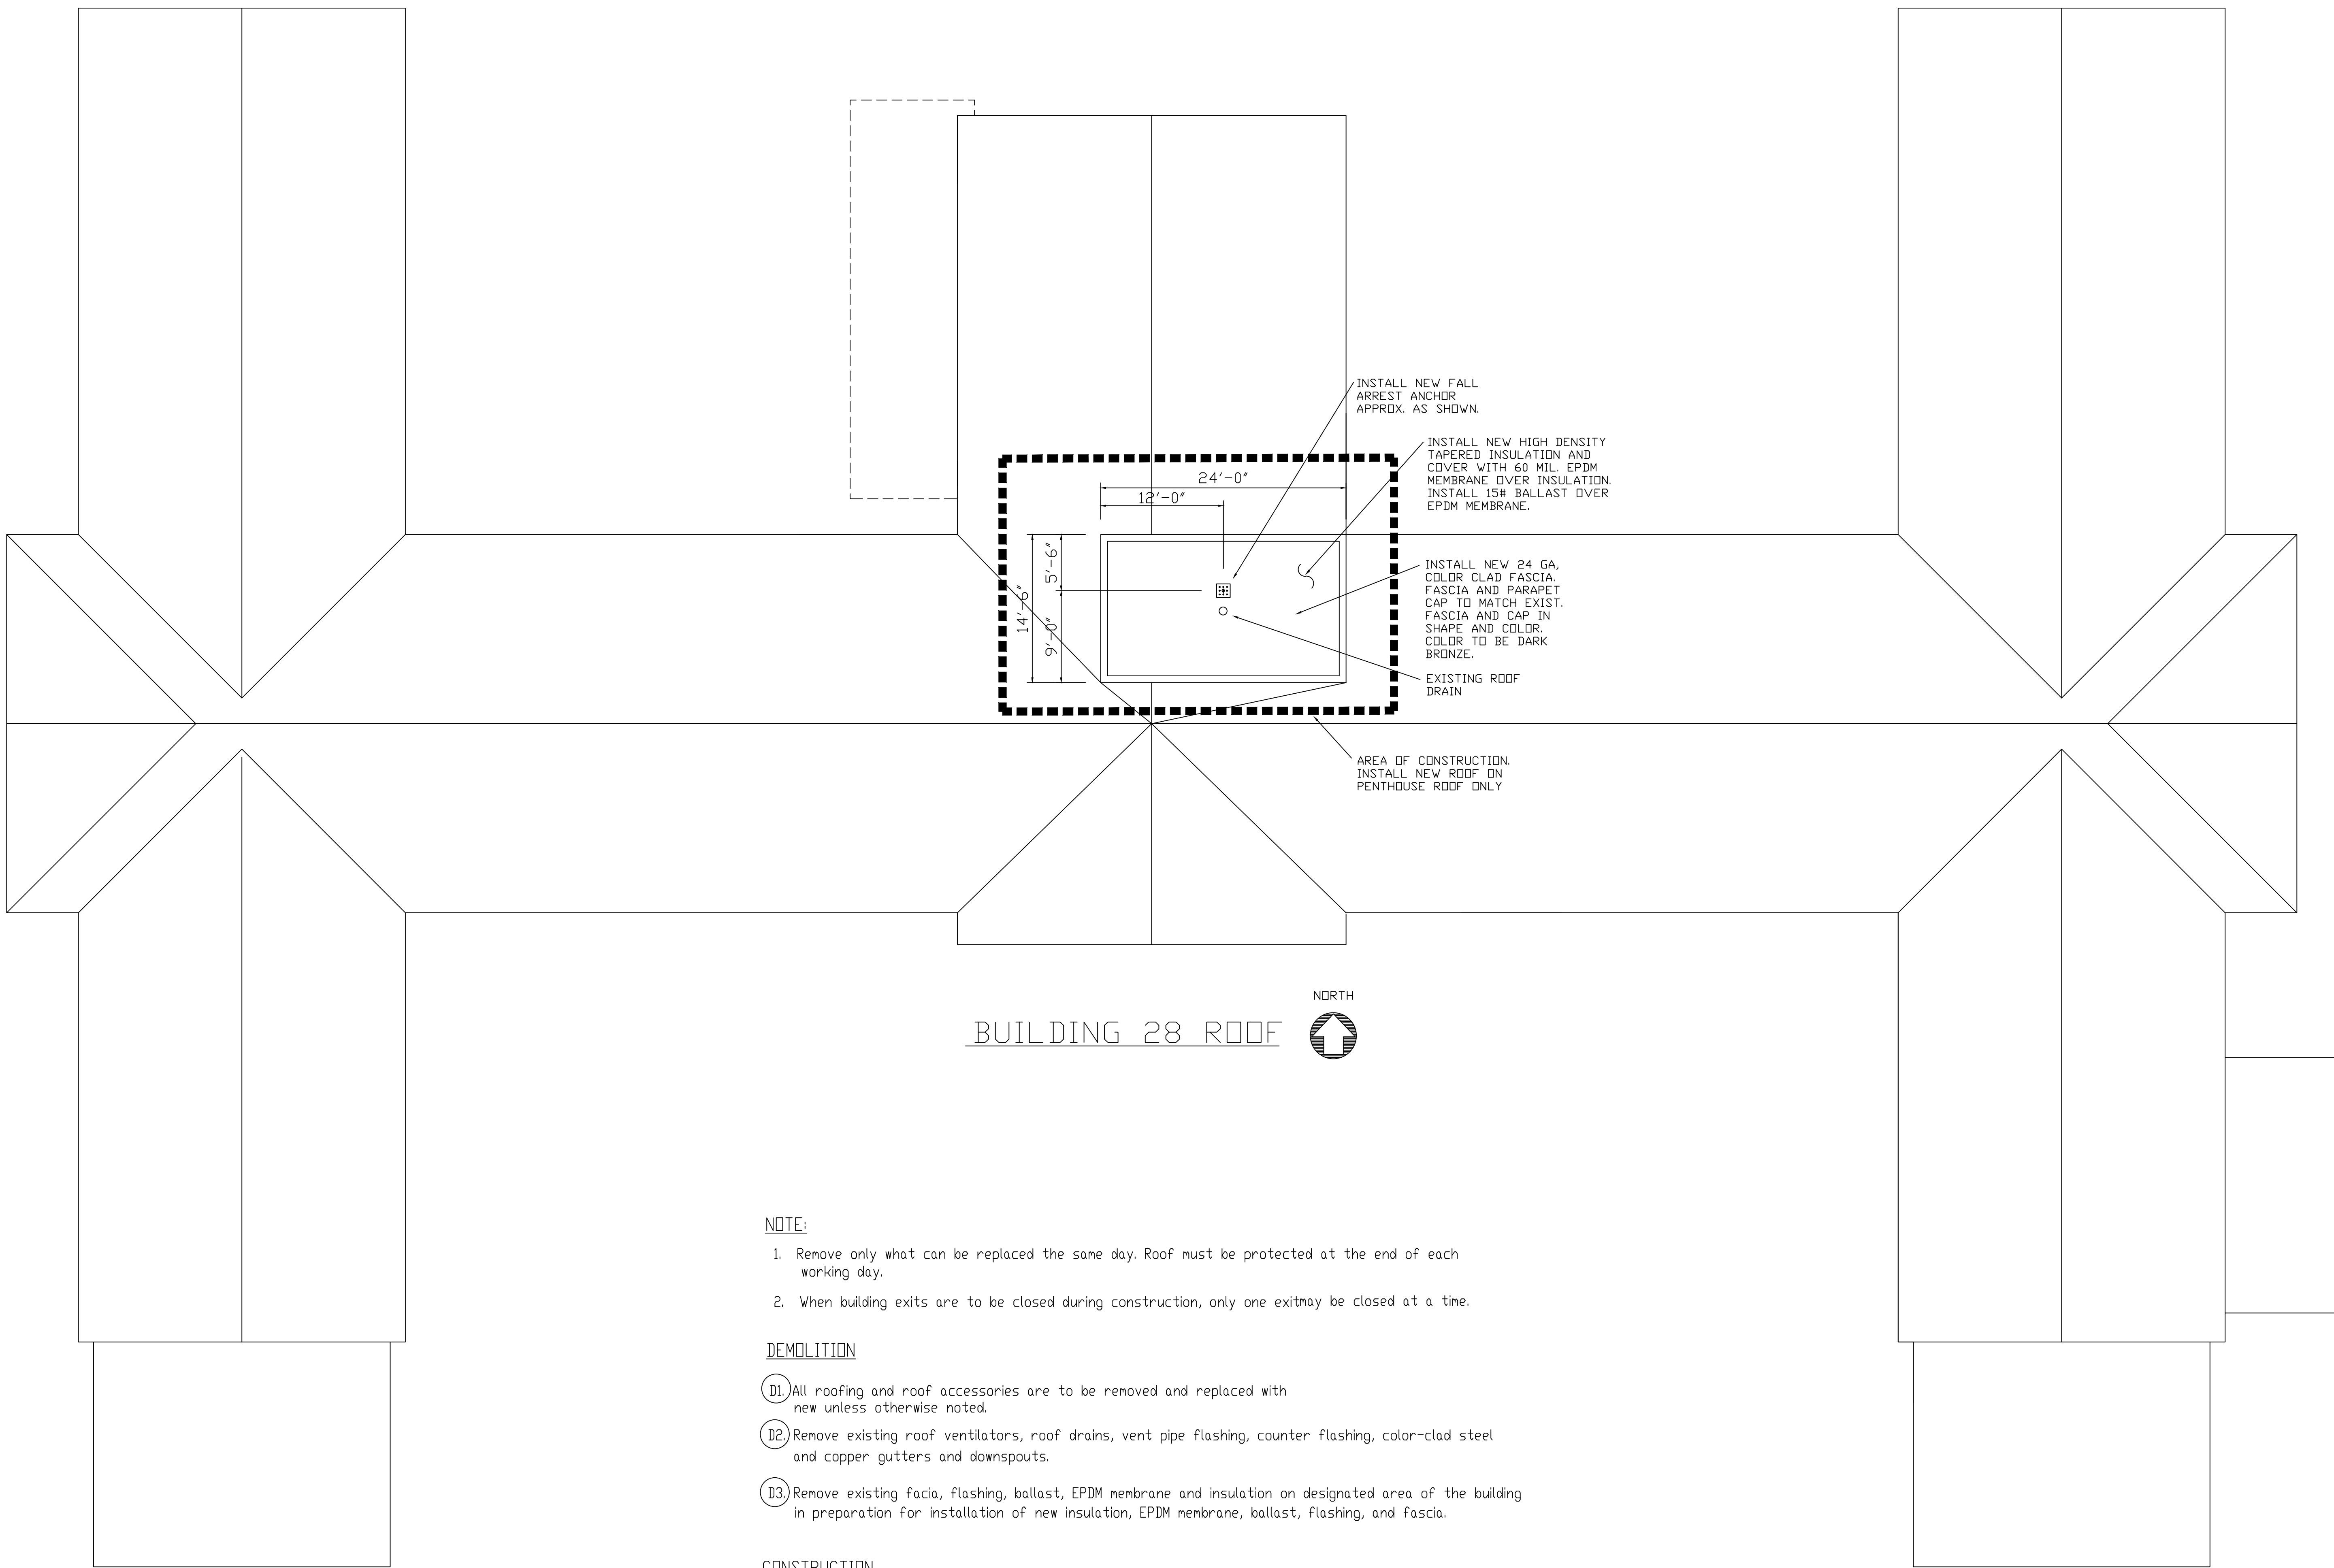 INSTALL NEW FALL
ARREST ANCHOR
APPROX. AS SHOWN.
INSTALL NEW HIGH DENSITY
TAPERED INSULATION AND
COVER WITH 60 MIL. EPDM
MEMBRANE OVER INSULATION.
INSTALL 15# BALLAST OVER
EPDM MEMBRANE.
24'-0"
12'-0"
5'-6"
14'-6"
9'-0"
INSTALL NEW 24 GA,
COLOR CLAD FASCIA.
FASCIA AND PARAPET
CAP TO MATCH EXIST.
FASCIA AND CAP IN
SHAPE AND COLOR.
COLOR TO BE DARK
BRONZE.
EXISTING ROOF
DRAIN
AREA OF CONSTRUCTION.
INSTALL NEW ROOF ON
PENTHOUSE ROOF ONLY
NORTH
BUILDING 28 ROOF
NOTE:
1. Remove only what can be replaced the same day. Roof must be protected at the end of each
working day.
2. When building exits are to be closed during construction, only one exitmay be closed at a time.
DEMOLITION
D1. All roofing and roof accessories are to be removed and replaced with
new unless otherwise noted.
D2. Remove existing roof ventilators, roof drains, vent pipe flashing, counter flashing, color-clad steel
and copper gutters and downspouts.
D3. Remove existing facia, flashing, ballast, EPDM membrane and insulation on designated area of the building
in preparation for installation of new insulation, EPDM membrane, ballast, flashing, and fascia.
CONSTRUCTION